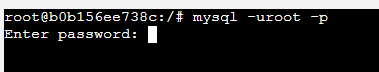 root@b0b156ee738c:/# mysql -uroot -p
Enter password: